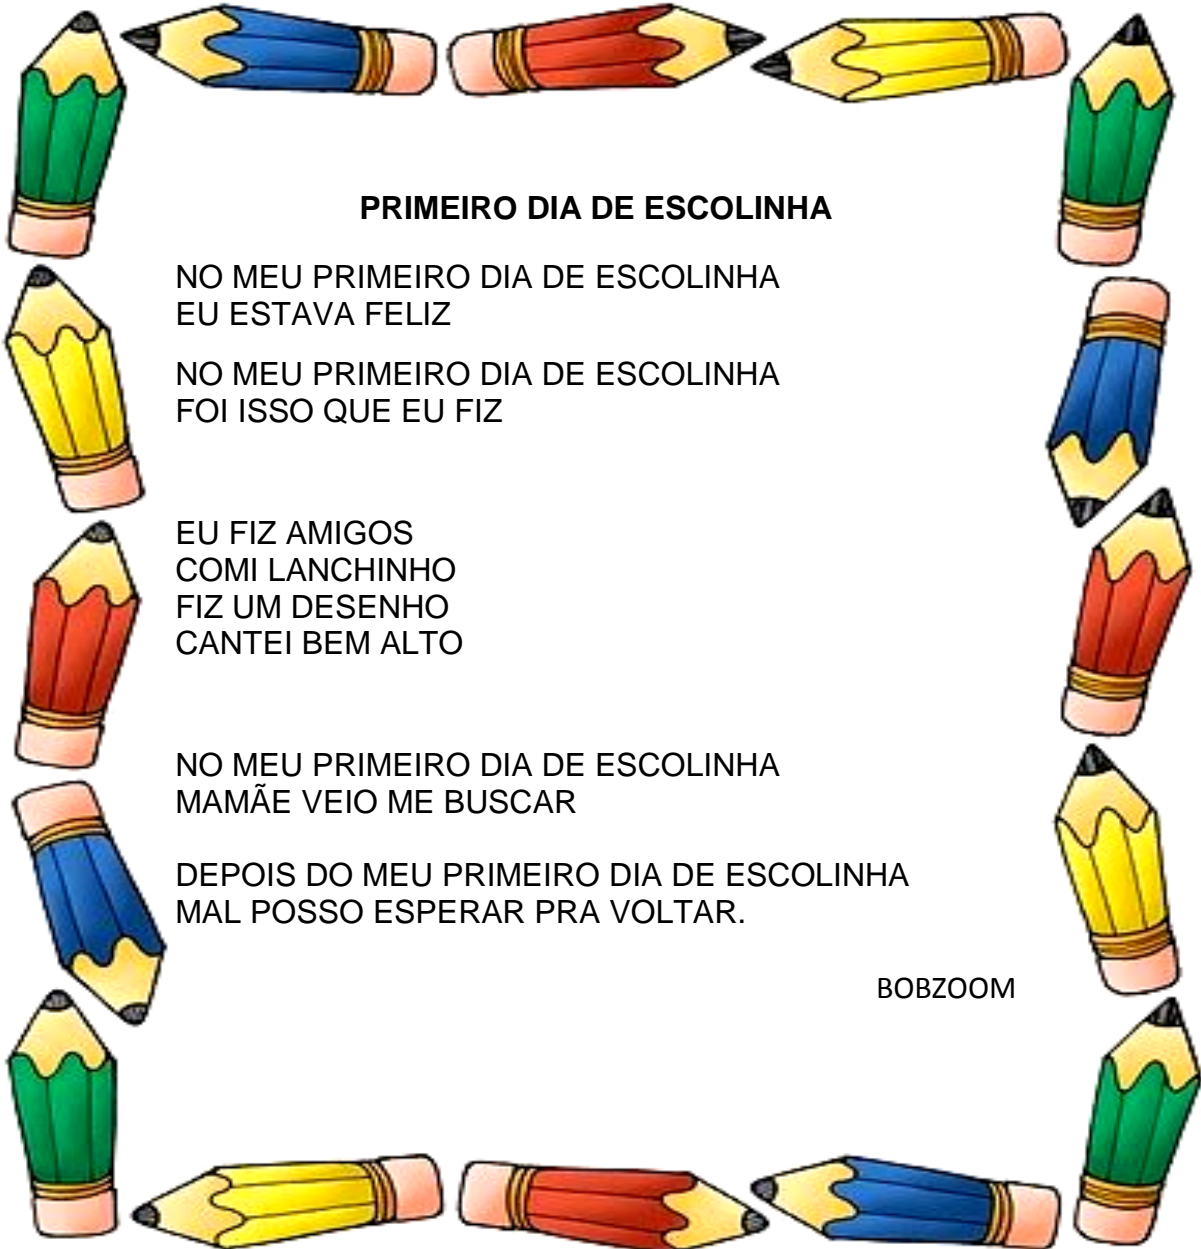 PRIMEIRO DIA DE ESCOLINHA
NO MEU PRIMEIRO DIA DE ESCOLINHA
EU ESTAVA FELIZ
NO MEU PRIMEIRO DIA DE ESCOLINHA
FOI ISSO QUE EU FIZ
EU FIZ AMIGOS
COMI LANCHINHO
FIZ UM DESENHO
CANTEI BEM ALTO
NO MEU PRIMEIRO DIA DE ESCOLINHA
MAMÃE VEIO ME BUSCAR
DEPOIS DO MEU PRIMEIRO DIA DE ESCOLINHA
MAL POSSO ESPERAR PRA VOLTAR.
BOBZOOM